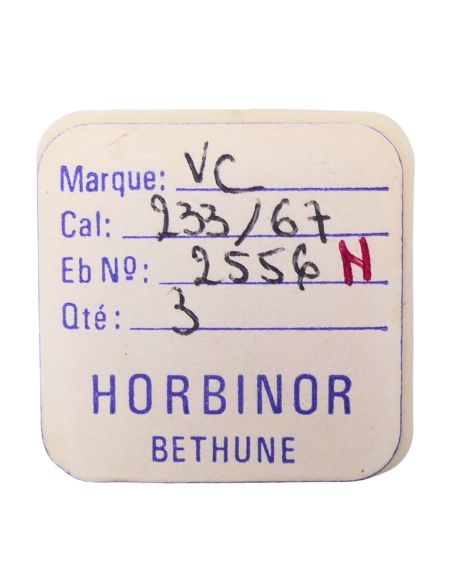 Marque: VC
Cal: 233/67
Eb Nº: 2556 N
Qté: 3
HORBINOR
BETHUNE